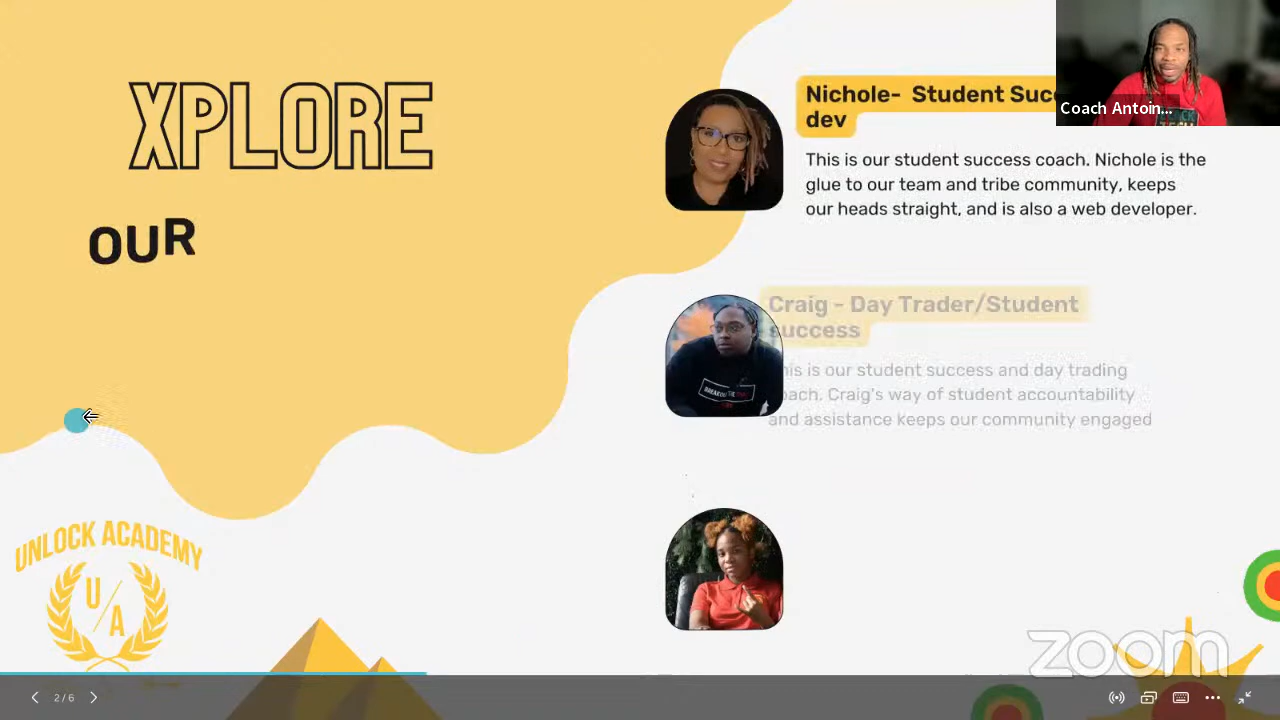 XPLORE
OUR
Nichole- Student Suc
dev
This is our student success coach. Nichole is the
glue to our team and tribe community, keeps
our heads straight, and is also a web developer.
Coach Antoin...
Craig - Day Trader/Student
success
This is our student success and day trading
coach. Craig's way of student accountability
and assistance keeps our community engaged
UNLOCK ACADEMY
U/A
zoom
2/6